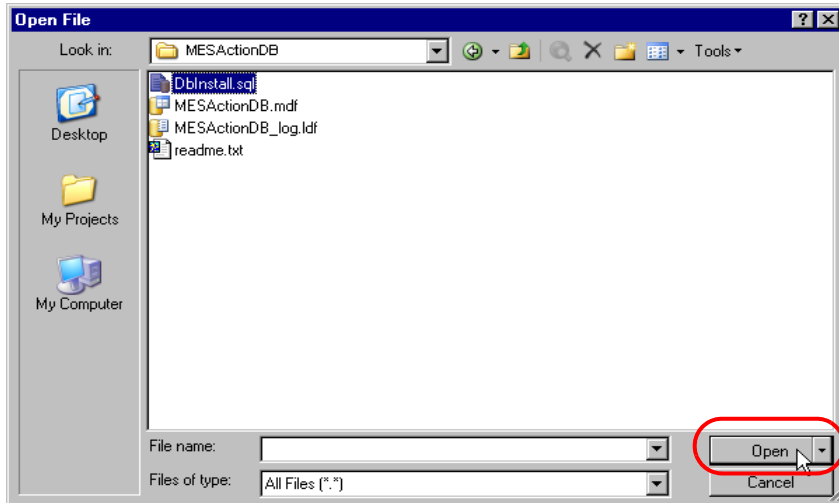 Open File
Look in:
MESActionDB
Tools
DbInstall.sql
MESActionDB.mdf
MESActionDB_log.ldf
readme.txt
Desktop
My Projects
My Computer
File name:
Open
Files of type:
All Files (*.*)
Cancel